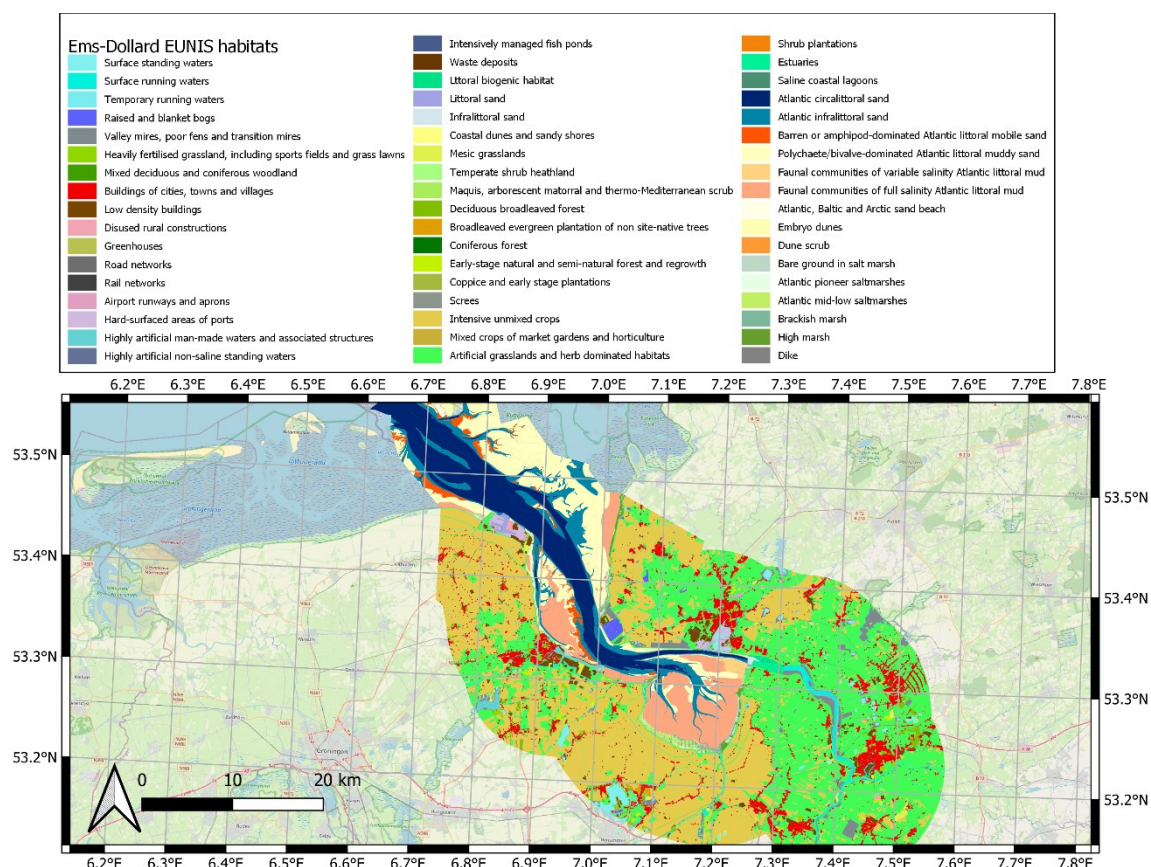 Ems-Dollard EUNIS habitats
Surface standing waters
Surface running waters
Temporary running waters
Raised and blanket bogs
Valley mires, poor fens and transition mires
Heavily fertilised grassland, including sports fields and grass lawns
Mixed deciduous and coniferous woodland
Buildings of cities, towns and villages
Low density buildings
Disused rural constructions
Greenhouses
Road networks
Rail networks
Airport runways and aprons
Hard-surfaced areas of ports
Highly artificial man-made waters and associated structures
Highly artificial non-saline standing waters
Intensively managed fish ponds
Waste deposits
Lttoral biogenic habitat
Littoral sand
Infralittoral sand
Coastal dunes and sandy shores
Mesic grasslands
Temperate shrub heathland
Maquis, arborescent matorral and thermo-Mediterranean scrub
Deciduous broadleaved forest
Broadleaved evergreen plantation of non site-native trees
Coniferous forest
Early-stage natural and semi-natural forest and regrowth
Coppice and early stage plantations
Screes
Intensive unmixed crops
Mixed crops of market gardens and horticulture
Artificial grasslands and herb dominated habitats
Shrub plantations
Estuaries
Saline coastal lagoons
Atlantic circalittoral sand
Atlantic infralittoral sand
Barren or amphipod-dominated Atlantic littoral mobile sand
Polychaete/bivalve-dominated Atlantic littoral muddy sand
Faunal communities of variable salinity Atlantic littoral mud
Faunal communities of full salinity Atlantic littoral mud
Atlantic, Baltic and Arctic sand beach
Embryo dunes
Dune scrub
Bare ground in salt marsh
Atlantic pioneer saltmarshes
Atlantic mid-low saltmarshes
Brackish marsh
High marsh
Dike
6.2°E 6.3°E 6.4°E 6.5°E 6.6°E 6.7°E 6.8°E 6.9°E 7.0°E 7.1°E 7.2°E 7.3°E 7.4°E 7.5°E 7.6°E 7.7°E 7.8°E
53.5°N
53.5°N
53.4°N
53.4°N
53.3°N
53.3°N
Groningen
53.2°N
53.2°N
0 10 20 km
6.2°E 6.3°E 6.4°E 6.5°E 6.6°E 6.7°E 6.8°E 6.9°E 7.0°E 7.1°E 7.2°E 7.3°E 7.4°E 7.5°E 7.6°E 7.7°E